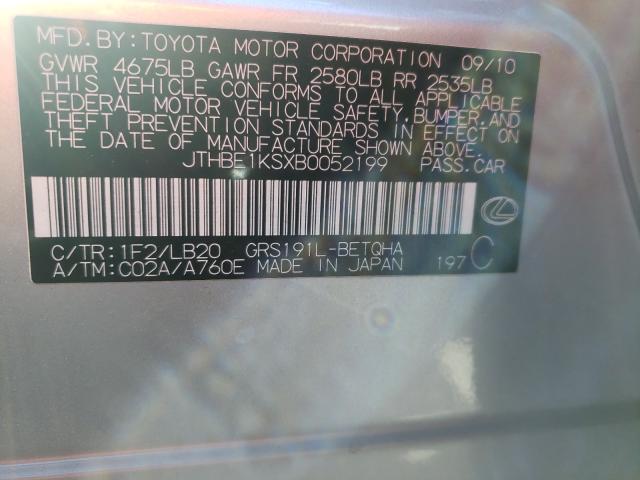 MFD.BY:TOYOTA MOTOR CORPORATION 09/10
GVWR 4675LB GAWR FR 2580LB RR 2535LB
THIS VEHICLE CONFORMS TO ALL APPLICABLE
FEDERAL MOTOR VEHICLE SAFETY,BUMPER,AND
THEFT PREVENTION STANDARDS IN EFFECT ON
THE DATE OF MANUFACTURE SHOWN ABOVE.
JTHBE1KSXB0052199 PASS.CAR
C/TR:1F2/LB20 GRS191L-BETQHA
A/TM:C02A/A760E MADE IN JAPAN 197 C